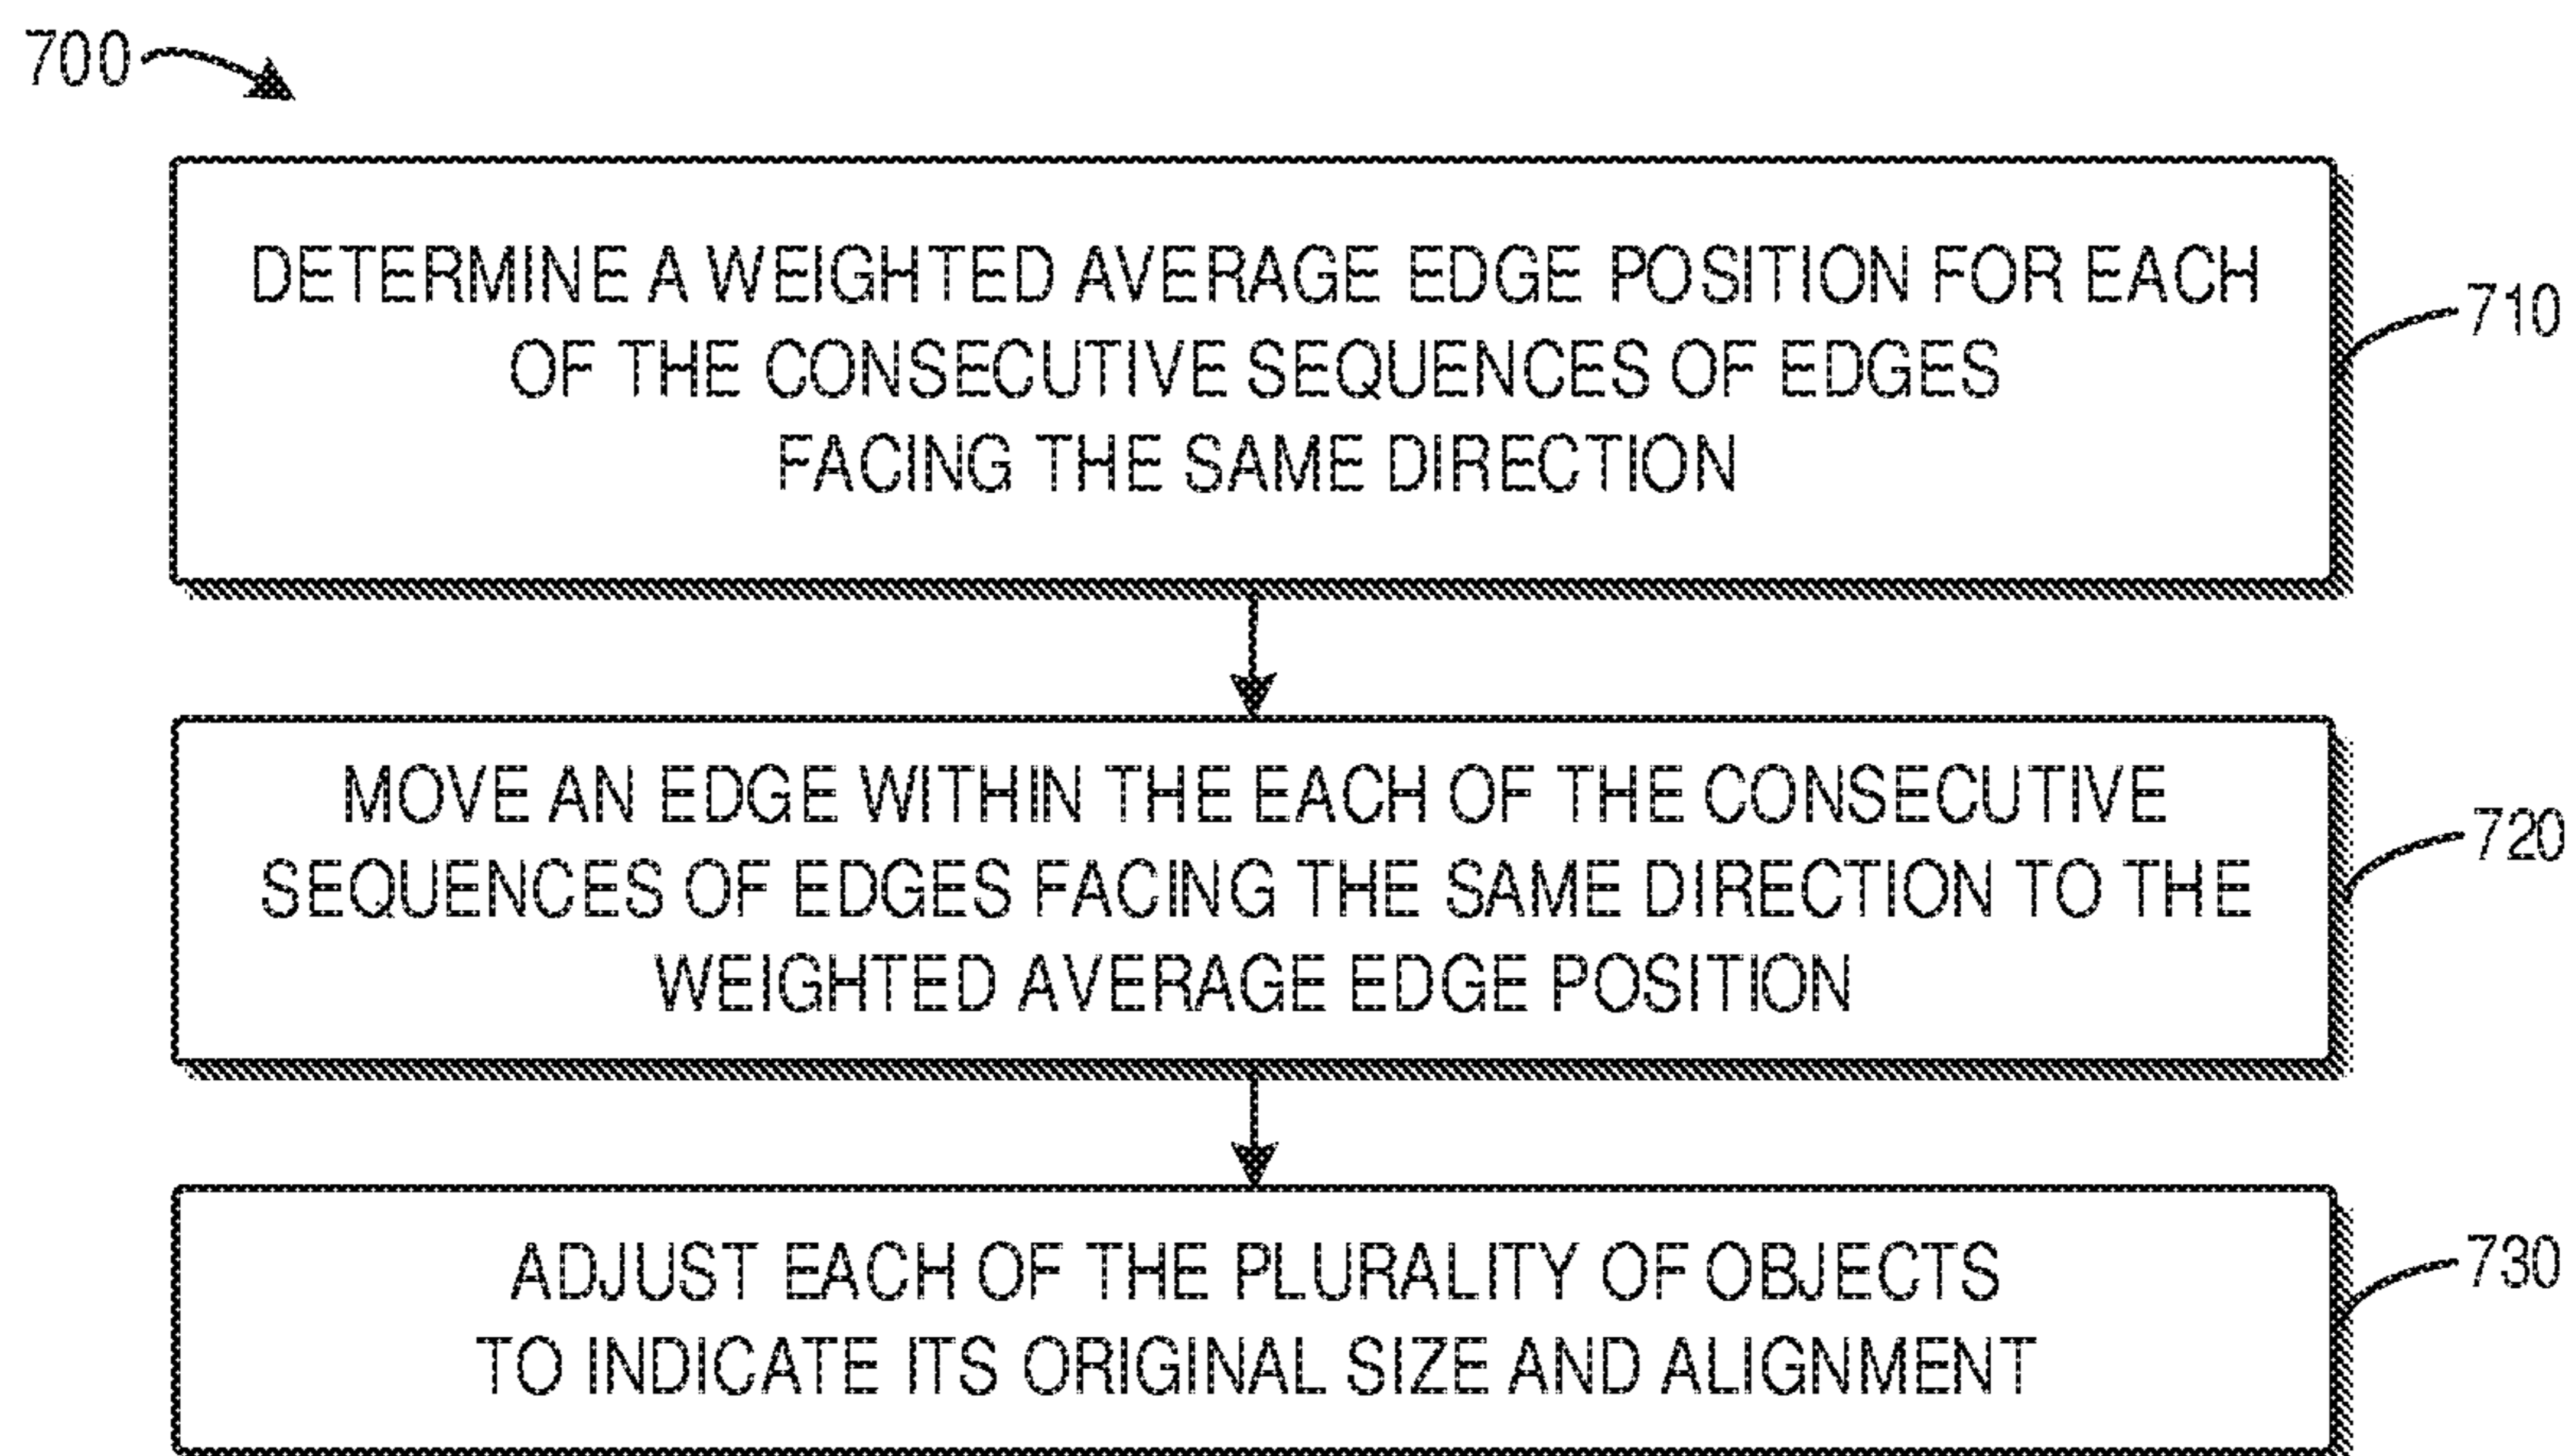 700
DETERMINE A WEIGHTED AVERAGE EDGE POSITION FOR EACH
OF THE CONSECUTIVE SEQUENCES OF EDGES
FACING THE SAME DIRECTION
710
MOVE AN EDGE WITHIN THE EACH OF THE CONSECUTIVE
SEQUENCES OF EDGES FACING THE SAME DIRECTION TO THE
WEIGHTED AVERAGE EDGE POSITION
720
ADJUST EACH OF THE PLURALITY OF OBJECTS
TO INDICATE ITS ORIGINAL SIZE AND ALIGNMENT
730